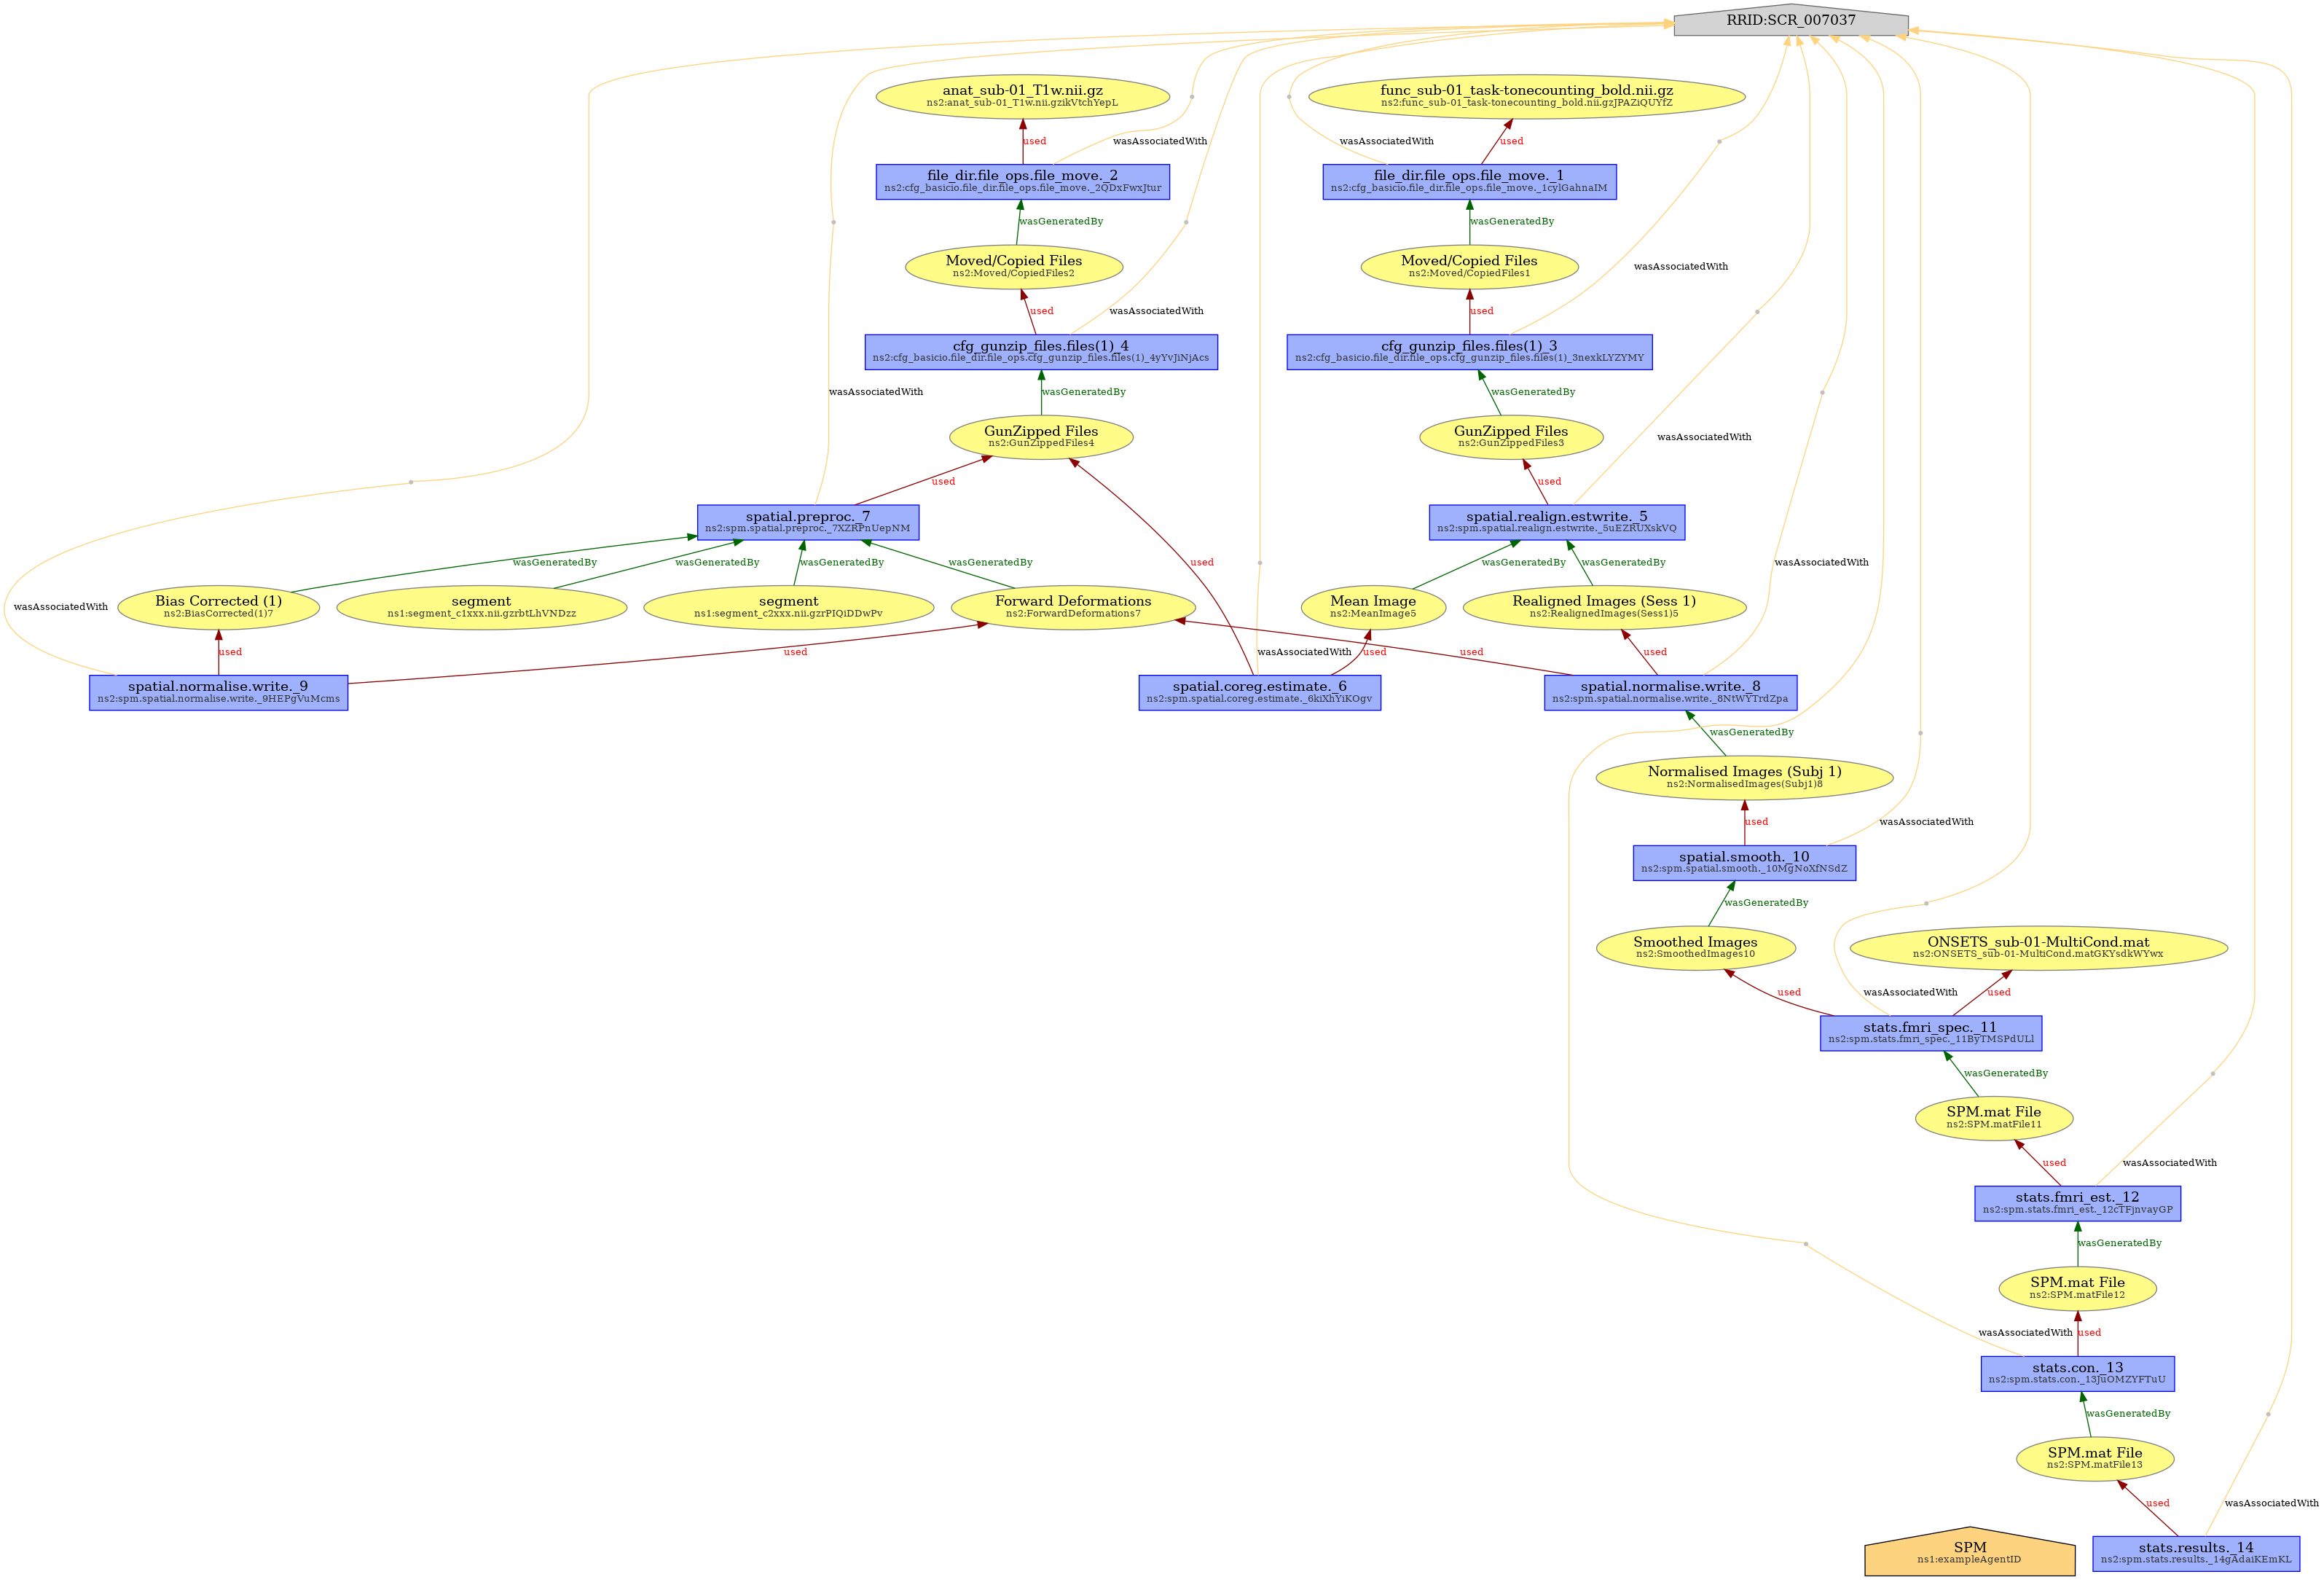 RRID:SCR_007037
anat_sub-01_T1w.nii.gz
ns2:anat_sub-01_T1w.nii.gzikVtchYepL
func_sub-01_task-tonecounting_bold.nii.gz
ns2:func_sub-01_task-tonecounting_bold.nii.gzJPAZiQUYfZ
used
wasAssociatedWith
wasAssociatedWith
used
file_dir.file_ops.file_move._2
ns2:cfg_basicio.file_dir.file_ops.file_move._2QDxFwxJtur
file_dir.file_ops.file_move._1
ns2:cfg_basicio.file_dir.file_ops.file_move._1cylGahnaIM
wasGeneratedBy
wasGeneratedBy
Moved/Copied Files
ns2:Moved/CopiedFiles2
Moved/Copied Files
ns2:Moved/CopiedFiles1
wasAssociatedWith
used
wasAssociatedWith
used
cfg_gunzip_files.files(1)_4
ns2:cfg_basicio.file_dir.file_ops.cfg_gunzip_files.files(1)_4yYvJiNjAcs
cfg_gunzip_files.files(1)_3
ns2:cfg_basicio.file_dir.file_ops.cfg_gunzip_files.files(1)_3nexkLYZYMY
wasAssociatedWith
wasGeneratedBy
wasGeneratedBy
GunZipped Files
ns2:GunZippedFiles4
GunZipped Files
ns2:GunZippedFiles3
wasAssociatedWith
used
used
spatial.preproc._7
ns2:spm.spatial.preproc._7XZRPnUepNM
spatial.realign.estwrite._5
ns2:spm.spatial.realign.estwrite._5uEZRUXskVQ
wasGeneratedBy
wasGeneratedBy
wasGeneratedBy
wasGeneratedBy
used
wasGeneratedBy
wasGeneratedBy
wasAssociatedWith
wasAssociatedWith
Bias Corrected (1)
ns2:BiasCorrected(1)7
segment
ns1:segment_c1xxx.nii.gzrbtLhVNDzz
segment
ns1:segment_c2xxx.nii.gzrPIQiDDwPv
Forward Deformations
ns2:ForwardDeformations7
Mean Image
ns2:MeanImage5
Realigned Images (Sess 1)
ns2:RealignedImages(Sess1)5
used
used
wasAssociatedWith
used
used
used
spatial.normalise.write._9
ns2:spm.spatial.normalise.write._9HEPgVuMcms
spatial.coreg.estimate._6
ns2:spm.spatial.coreg.estimate._6kiXhYiKOgv
spatial.normalise.write._8
ns2:spm.spatial.normalise.write._8NtWYTrdZpa
wasGeneratedBy
Normalised Images (Subj 1)
ns2:NormalisedImages(Subj1)8
used
wasAssociatedWith
spatial.smooth._10
ns2:spm.spatial.smooth._10MgNoXfNSdZ
wasGeneratedBy
Smoothed Images
ns2:SmoothedImages10
ONSETS_sub-01-MultiCond.mat
ns2:ONSETS_sub-01-MultiCond.matGKYsdkWYwx
used
wasAssociatedWith
used
stats.fmri_spec._11
ns2:spm.stats.fmri_spec._11ByTMSPdULl
wasGeneratedBy
SPM.mat File
ns2:SPM.matFile11
used
wasAssociatedWith
stats.fmri_est._12
ns2:spm.stats.fmri_est._12cTFjnvayGP
wasGeneratedBy
SPM.mat File
ns2:SPM.matFile12
wasAssociatedWith
used
stats.con._13
ns2:spm.stats.con._13JuOMZYFTuU
wasGeneratedBy
SPM.mat File
ns2:SPM.matFile13
used
wasAssociatedWith
SPM
ns1:exampleAgentID
stats.results._14
ns2:spm.stats.results._14gAdaiKEmKL